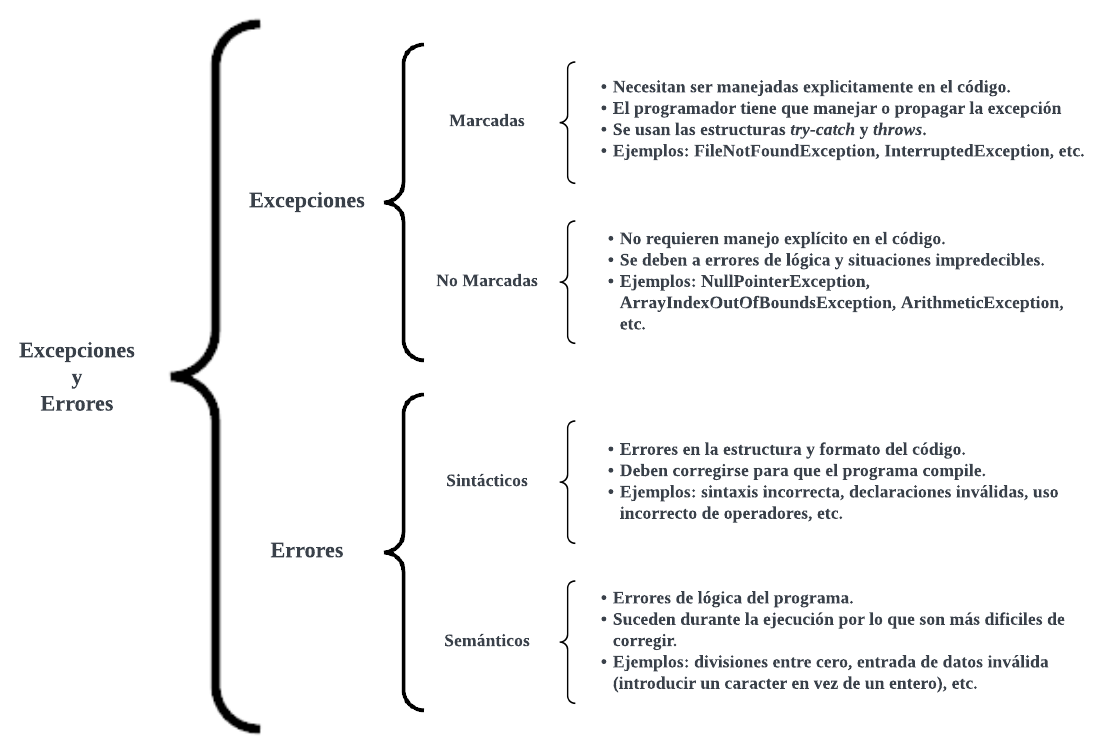 Excepciones
y
Errores
Excepciones
Marcadas
• Necesitan ser manejadas explicitamente en el código.
• El programador tiene que manejar o propagar la excepción
• Se usan las estructuras try-catch y throws.
• Ejemplos: FileNotFoundException, InterruptedException, etc.
No Marcadas
• No requieren manejo explícito en el código.
• Se deben a errores de lógica y situaciones impredecibles.
• Ejemplos: NullPointerException,
ArrayIndexOutOfBoundsException, ArithmeticException,
etc.
Errores
Sintácticos
• Errores en la estructura y formato del código.
• Deben corregirse para que el programa compile.
• Ejemplos: sintaxis incorrecta, declaraciones inválidas, uso
incorrecto de operadores, etc.
Semánticos
• Errores de lógica del programa.
• Suceden durante la ejecución por lo que son más dificiles de
corregir.
• Ejemplos: divisiones entre cero, entrada de datos inválida
(introducir un caracter en vez de un entero), etc.